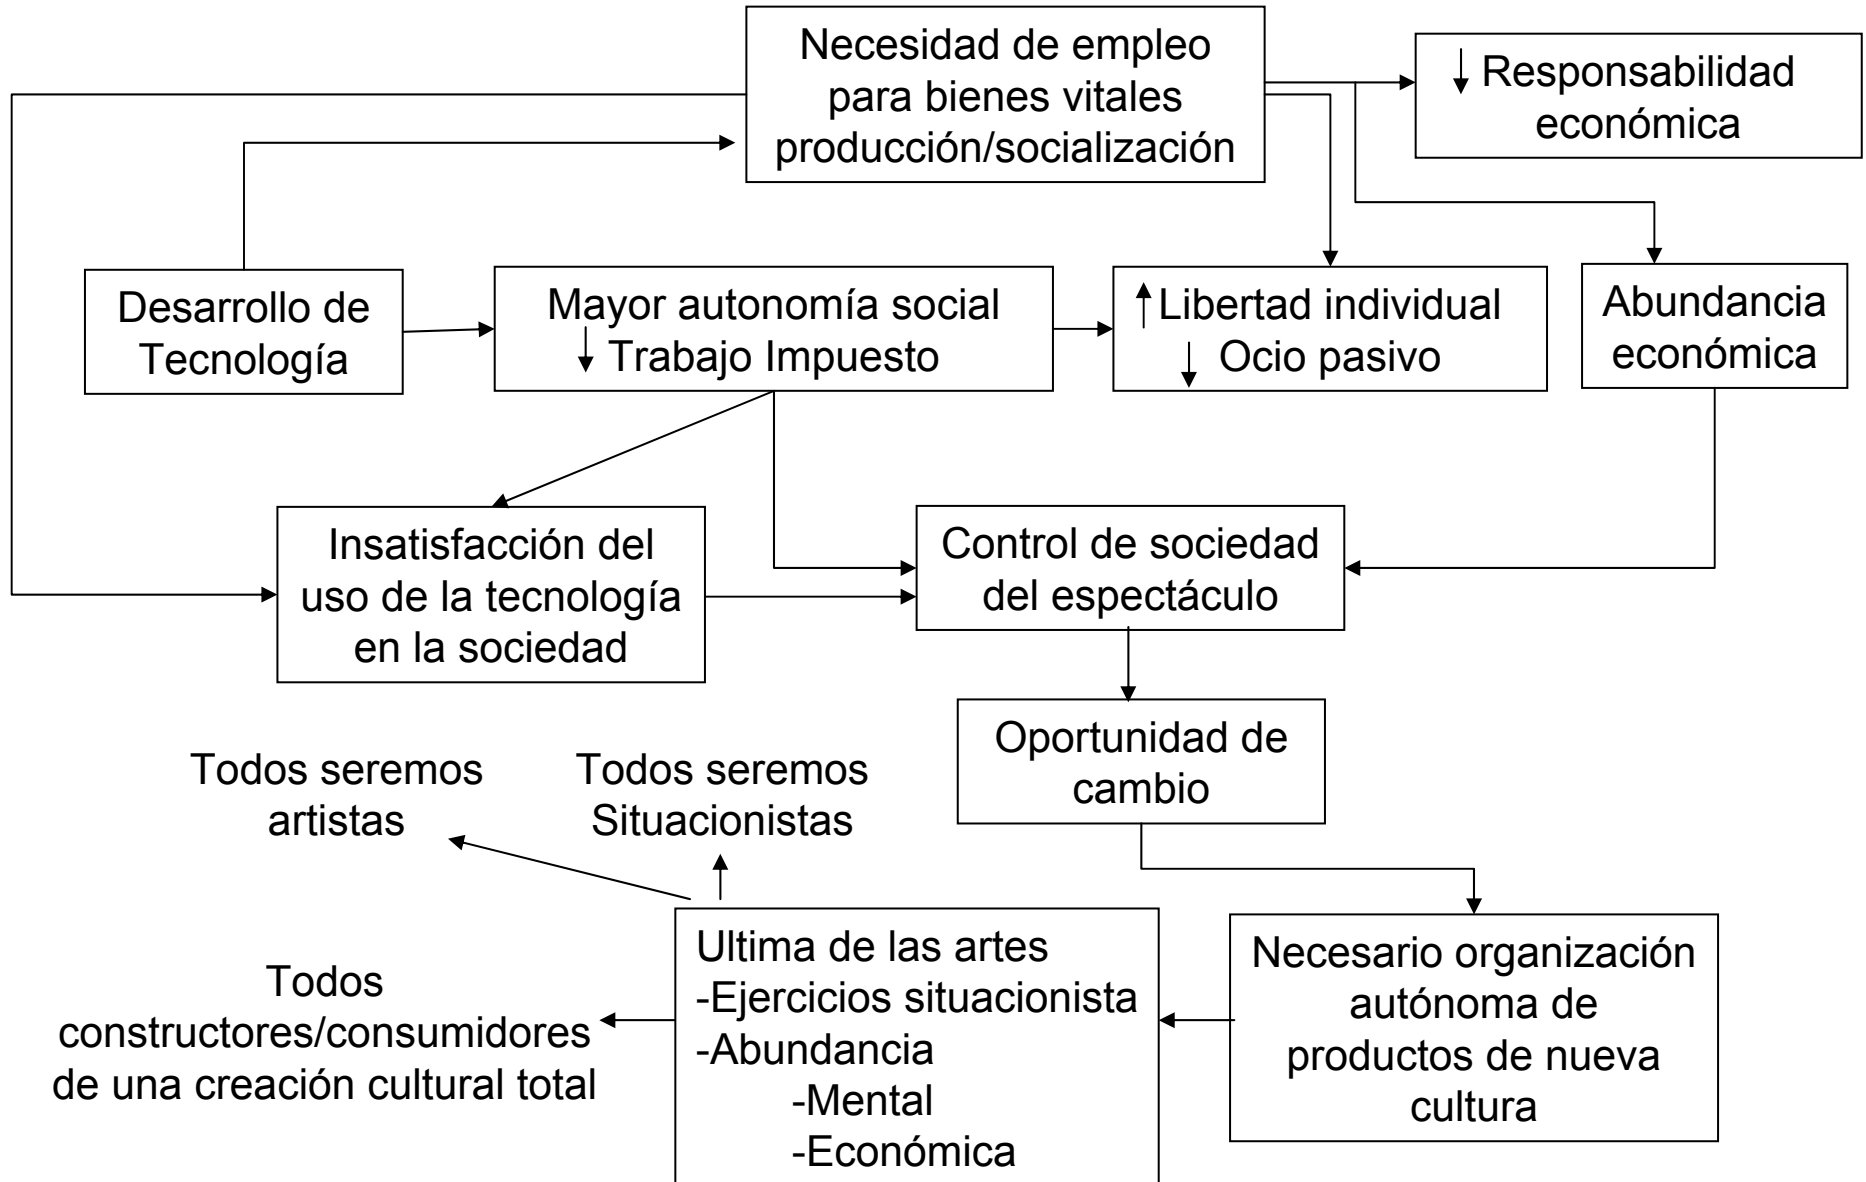 Necesidad de empleo
para bienes vitales
producción/socialización
↓ Responsabilidad
económica
Desarrollo de
Tecnología
Mayor autonomía social
↓ Trabajo Impuesto
↑ Libertad individual
↓ Ocio pasivo
Abundancia
económica
Insatisfacción del
uso de la tecnología
en la sociedad
Control de sociedad
del espectáculo
Oportunidad de
cambio
Todos seremos
artistas
Todos seremos
Situacionistas
Todos
constructores/consumidores
de una creación cultural total
Ultima de las artes
-Ejercicios situacionista
-Abundancia
-Mental
-Económica
Necesario organización
autónoma de
productos de nueva
cultura